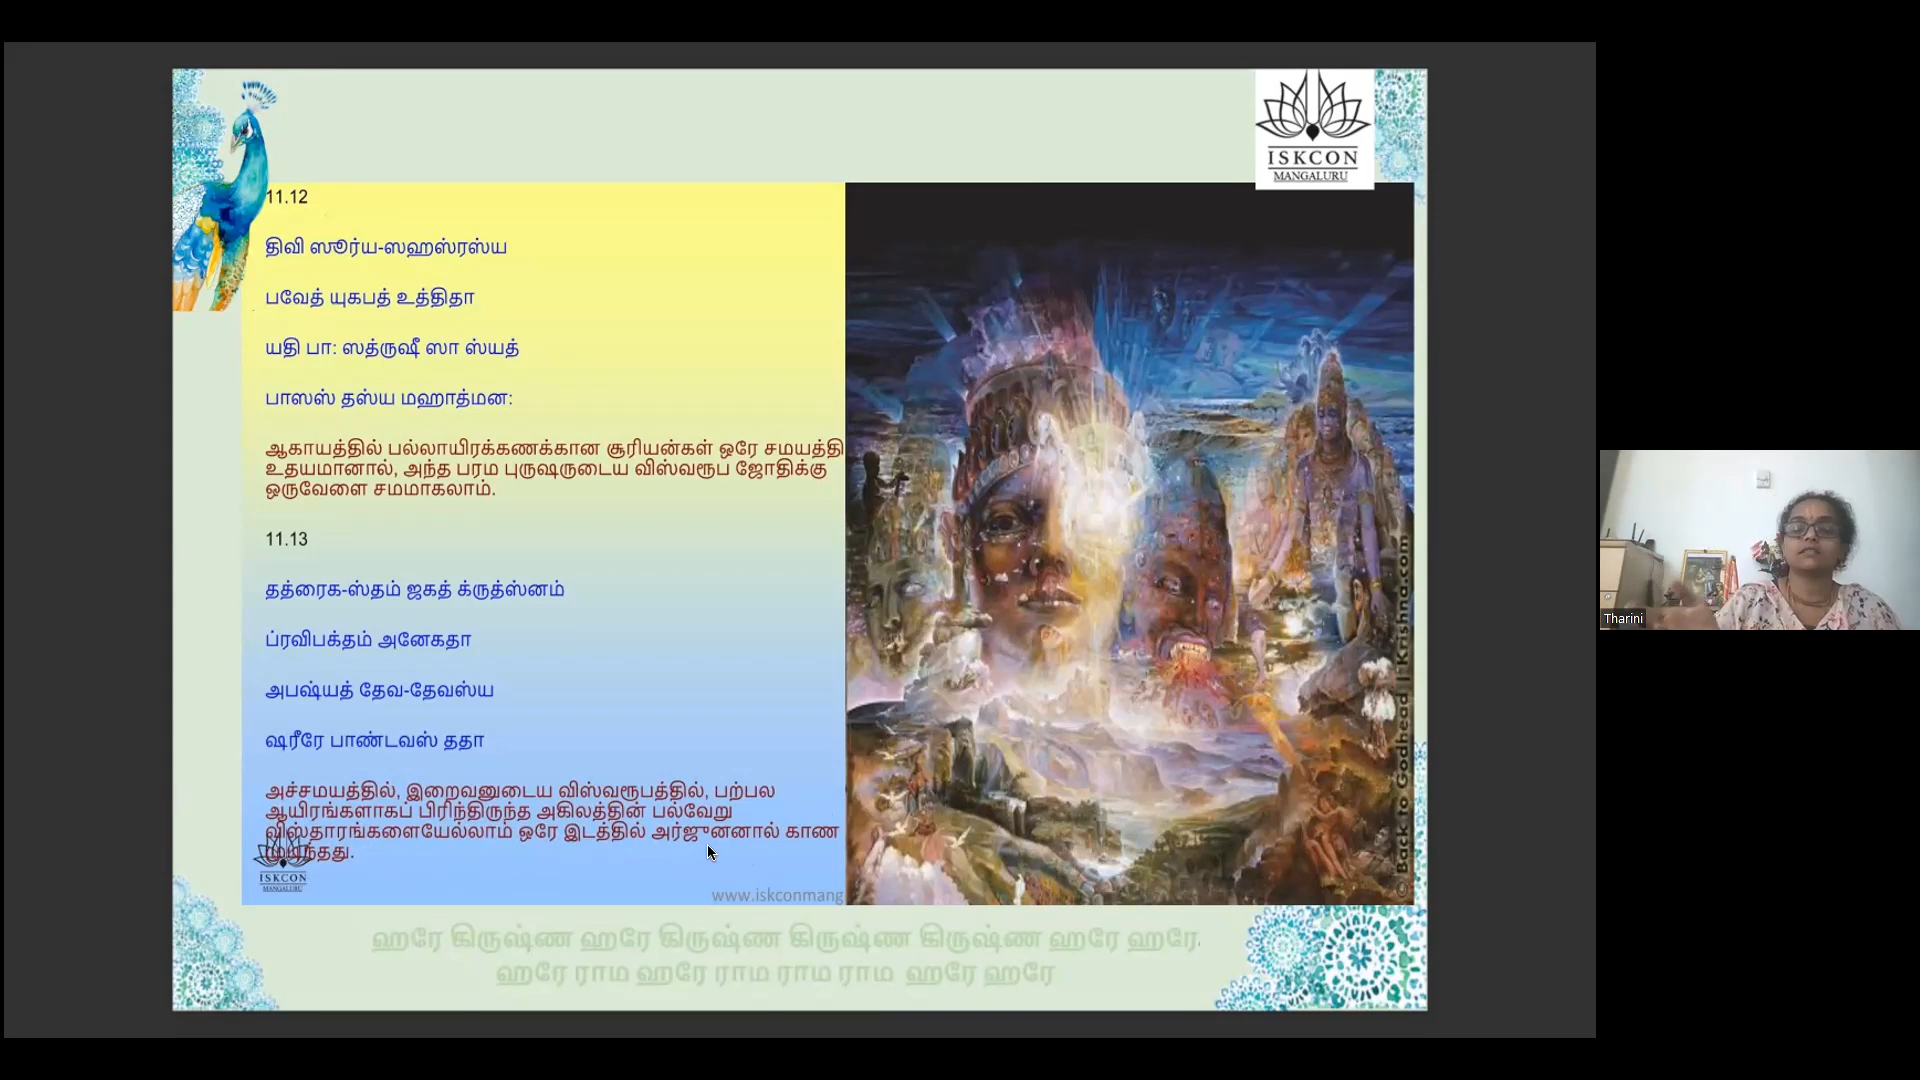 ISKCON
MANGALURU
11.12
திவி ஸூர்ய-ஸஹஸ்ரஸ்ய
பவேத் யுகபத் உத்திதா
யதி பா: ஸத்ருஷீ ஸா ஸ்யத்
பாஸஸ் தஸ்ய மஹாத்மன:
ஆகாயத்தில் பல்லாயிரக்கணக்கான சூரியன்கள் ஒரே சமயத்தி
உதயமானால், அந்த பரம புருஷருடைய விஸ்வரூப ஜோதிக்கு
ஒருவேளை சமமாகலாம்.
11.13
தத்ரைக-ஸ்தம் ஜகத் க்ருத்ஸ்னம்
ப்ரவிபக்தம் அனேகதா
அபஷ்யத் தேவ-தேவஸ்ய
ஷரீரே பாண்டவஸ் ததா
அச்சமயத்தில், இறைவனுடைய விஸ்வரூபத்தில், பற்பல
ஆயிரங்களாகப் பிரிந்திருந்த அகிலத்தின் பல்வேறு
விஸ்தாரங்களையேல்லாம் ஒரே இடத்தில் அர்ஜுனனால் காண
முடிந்தது.
ISKCON
MANGALURU
www.iskconmang
© Back to Godhead | Krishna.com
ஹரே கிருஷ்ண ஹரே கிருஷ்ண கிருஷ்ண கிருஷ்ண ஹரே ஹரே
ஹரே ராம ஹரே ராம ராம ராம ஹரே ஹரே
Tharini